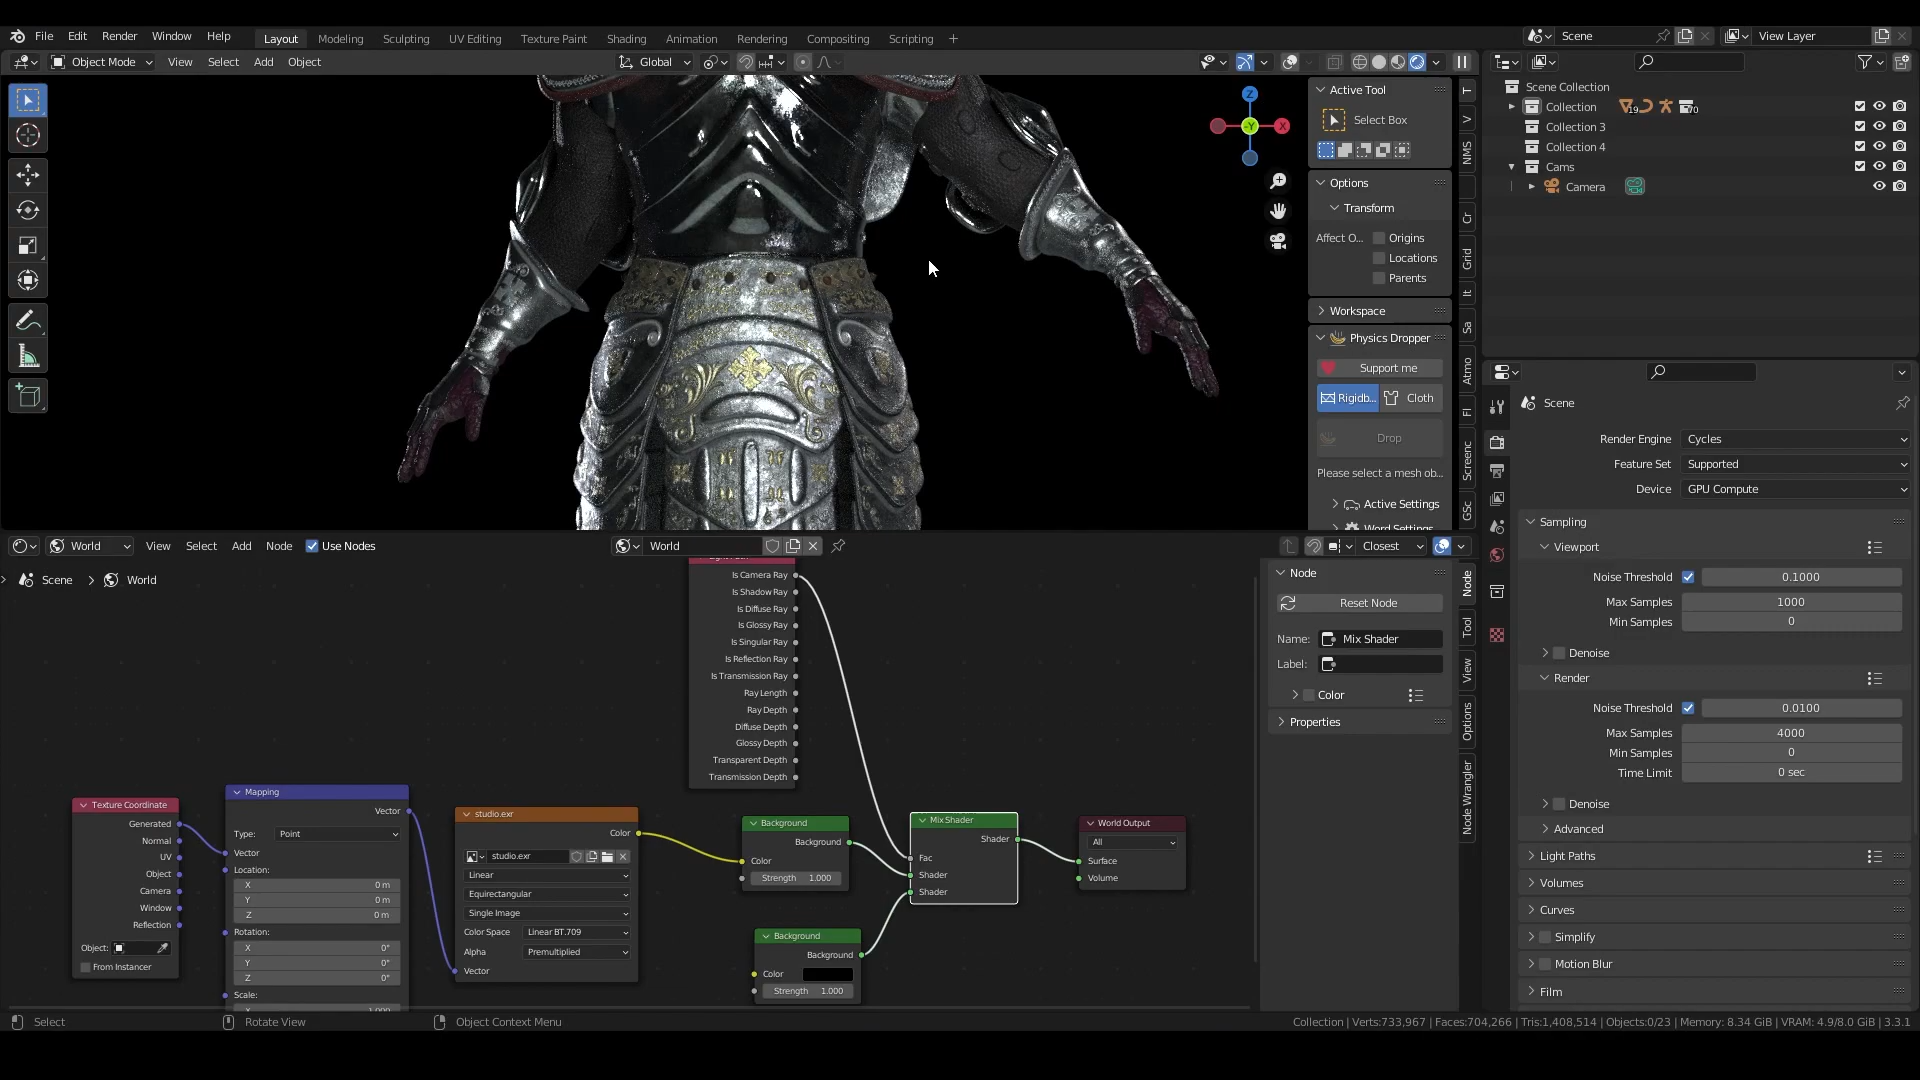 File Edit Render Window Help Layout Modeling Sculpting UV Editing Texture Paint Shading Animation Rendering Compositing Scripting + Scene View Layer
Object Mode View Select Add Object Global
Active Tool
Select Box
Options
Transform
Affect O... Origins
Locations
Parents
Workspace
Physics Dropper
Support me
Rigidb... Cloth
Drop
Please select a mesh ob...
Active Settings
Word Settings
T
V
NMS
Cr
Grid
It
Sa
Atmo
Fl
Screenc
GSc
Z
Y
X
Scene Collection
Collection 19 70
Collection 3
Collection 4
Cams
Camera
Scene
Render Engine Cycles
Feature Set Supported
Device GPU Compute
Sampling
Viewport
Noise Threshold 0.1000
Max Samples 1000
Min Samples 0
Denoise
Render
Noise Threshold 0.0100
Max Samples 4000
Min Samples 0
Time Limit 0 sec
Denoise
Advanced
Light Paths
Volumes
Curves
Simplify
Motion Blur
Film
World View Select Add Node Use Nodes World Closest
Scene > World
Is Camera Ray
Is Shadow Ray
Is Diffuse Ray
Is Glossy Ray
Is Singular Ray
Is Reflection Ray
Is Transmission Ray
Ray Length
Ray Depth
Diffuse Depth
Glossy Depth
Transparent Depth
Transmission Depth
Texture Coordinate
Generated
Normal
UV
Object
Camera
Window
Reflection
Object:
From Instancer
Mapping
Vector
Type: Point
Vector
Location:
X 0 m
Y 0 m
Z 0 m
Rotation:
X 0°
Y 0°
Z 0°
Scale:
studio.exr
Color
studio.exr
Linear
Equirectangular
Single Image
Color Space Linear BT.709
Alpha Premultiplied
Vector
Background
Background
Color
Strength 1.000
Background
Background
Color
Strength 1.000
Mix Shader
Shader
Fac
Shader
Shader
World Output
All
Surface
Volume
Node
Reset Node
Name: Mix Shader
Label:
Color
Properties
Node
Tool
View
Options
Node Wrangler
Select Rotate View Object Context Menu Collection | Verts:733,967 | Faces:704,266 | Tris:1,408,514 | Objects:0/23 | Memory: 8.34 GiB | VRAM: 4.9/8.0 GiB | 3.3.1